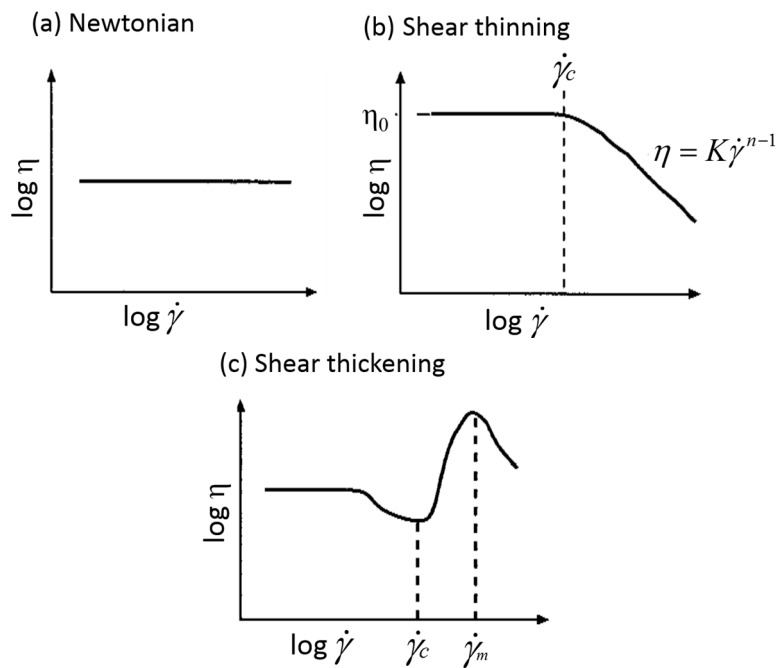 (a) Newtonian
log η
log γ̇
(b) Shear thinning
γ̇c
η0
η = Kγ̇ⁿ⁻¹
log η
log γ̇
(c) Shear thickening
log η
log γ̇
γ̇c
γ̇m